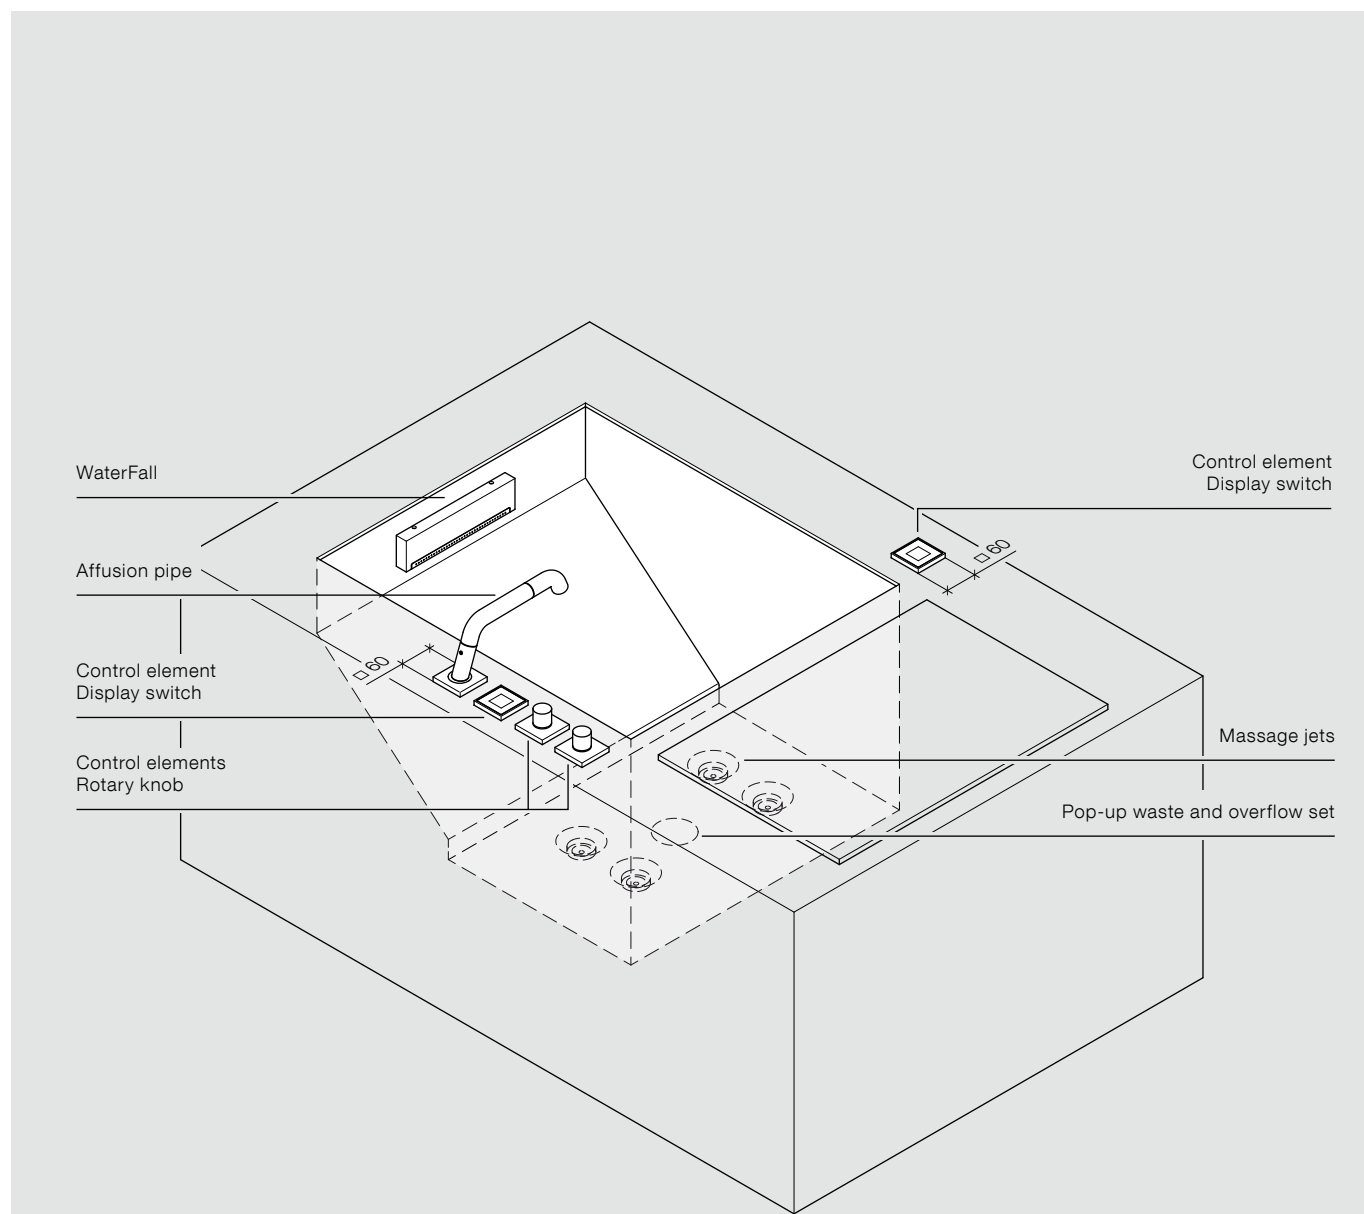 WaterFall
Control element
Display switch
□ 60
Affusion pipe
□ 60
Control element
Display switch
Massage jets
Control elements
Rotary knob
Pop-up waste and overflow set